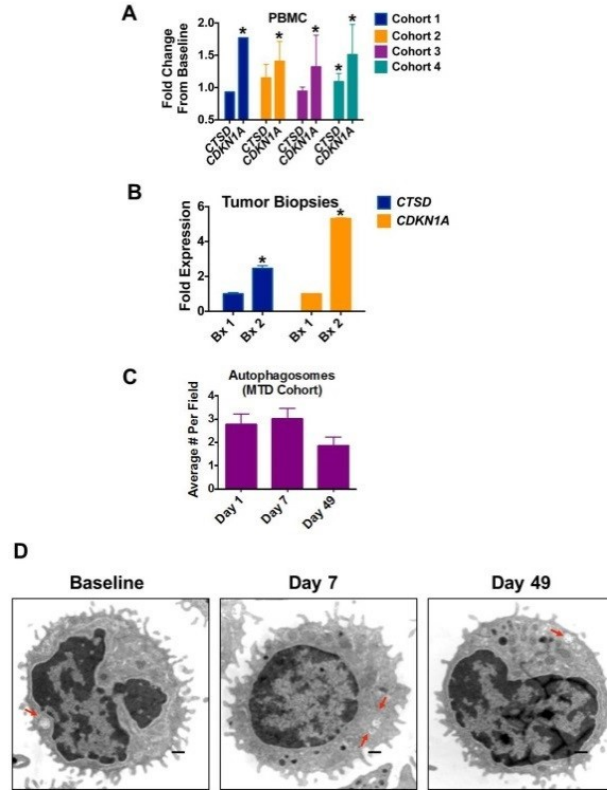 A
PBMC
Fold Change
From Baseline
2.0
1.5
1.0
0.5
CTSD
CDKN1A
CTSD
CDKN1A
CTSD
CDKN1A
CTSD
CDKN1A
* * * * *
Cohort 1
Cohort 2
Cohort 3
Cohort 4
B
Tumor Biopsies
Fold Expression
6
4
2
0
* *
Bx 1
Bx 2
Bx 1
Bx 2
CTSD
CDKN1A
C
Autophagosomes
(MTD Cohort)
Average # Per Field
4
3
2
1
0
Day 1
Day 7
Day 49
D
Baseline
Day 7
Day 49